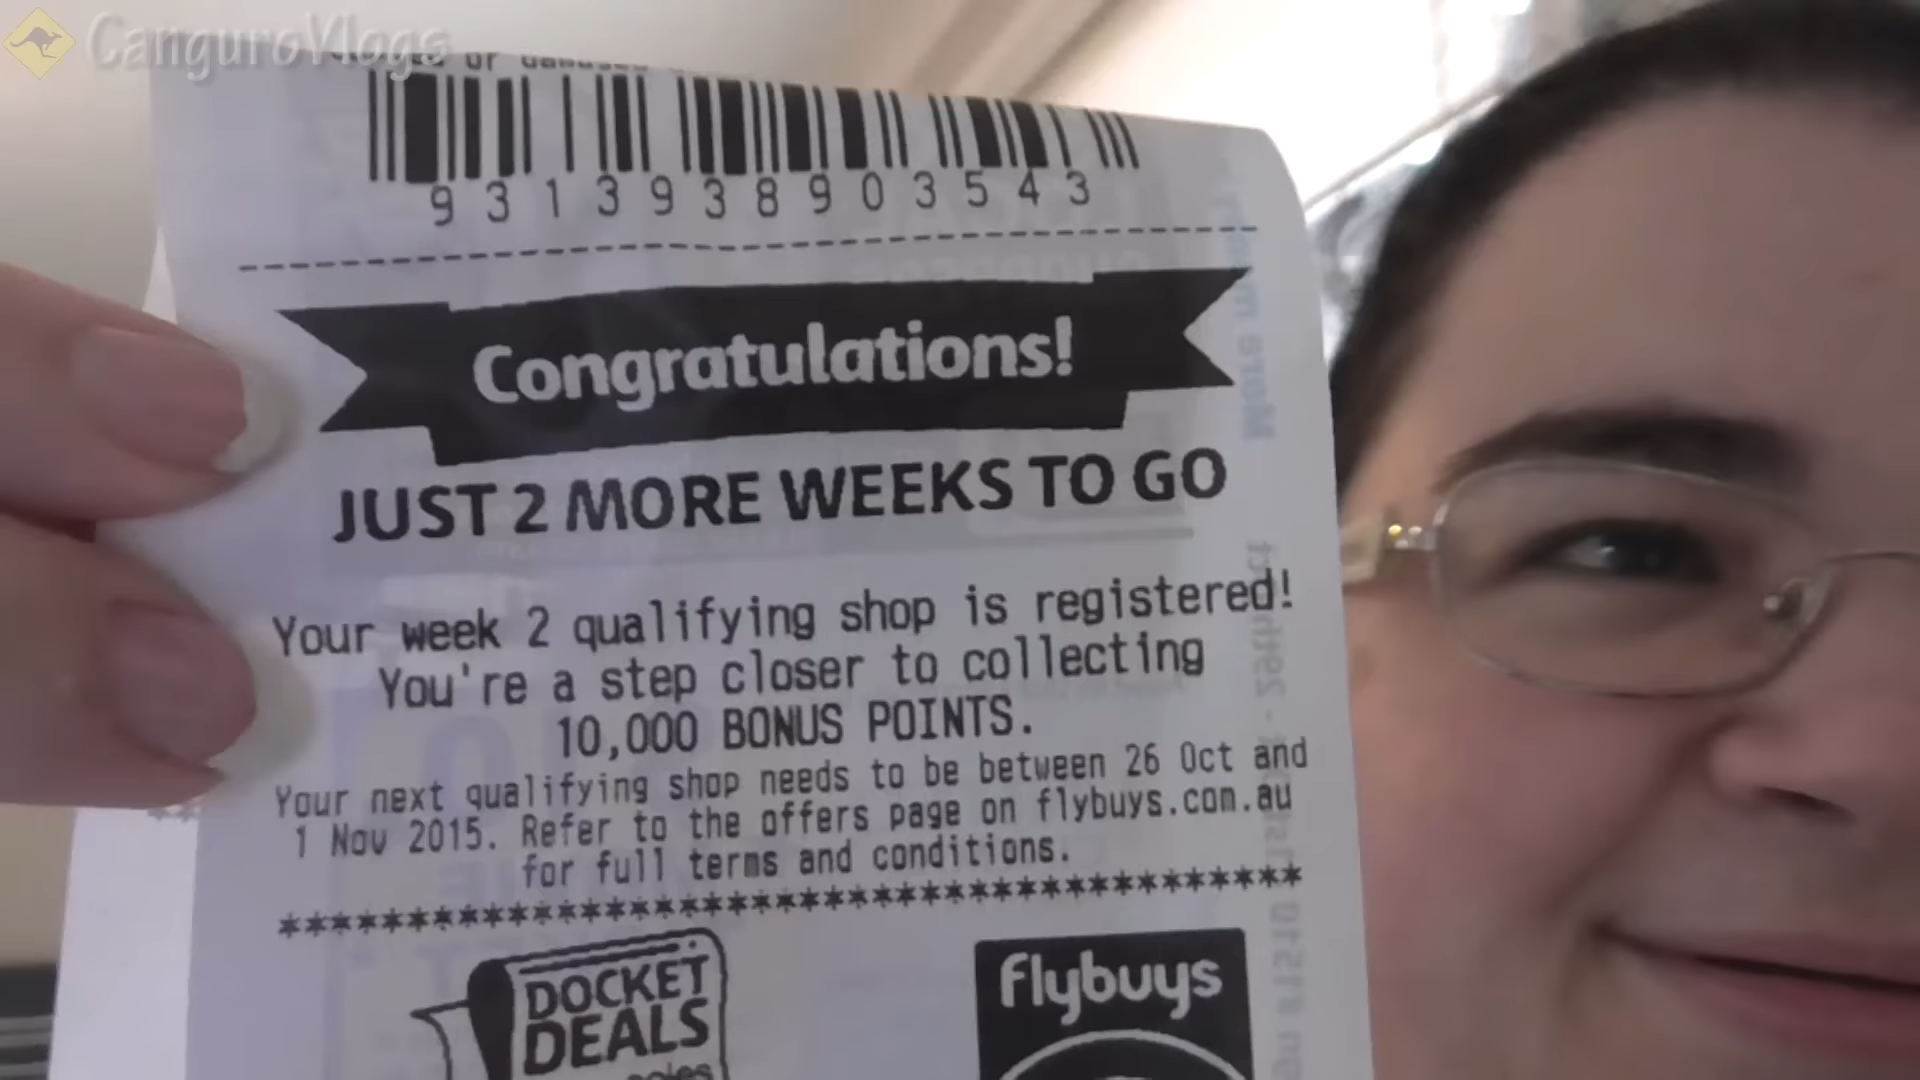 CanguroVlogs
or
9313938903543
Congratulations!
JUST 2 MORE WEEKS TO GO
Your week 2 qualifying shop is registered!
You're a step closer to collecting
10,000 BONUS POINTS.
Your next qualifying shop needs to be between 26 Oct and
1 Nov 2015. Refer to the offers page on flybuys.com.au
for full terms and conditions.
***************************************
DOCKET
DEALS
flybuys